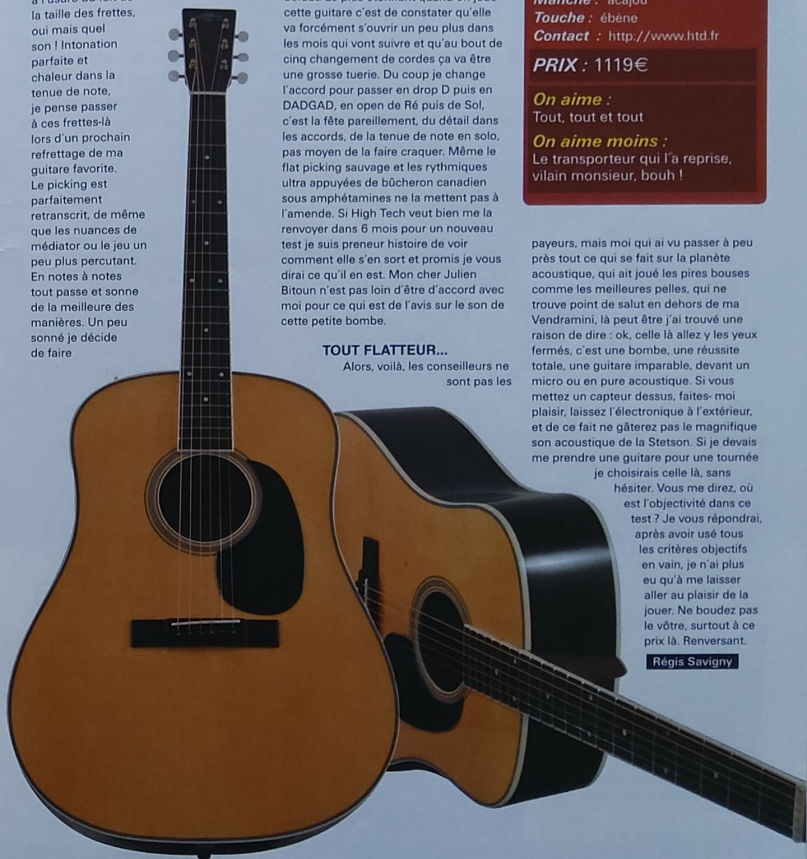 la taille des frettes,
oui mais quel
son ! Intonation
parfaite et
chaleur dans la
tenue de note,
je pense passer
à ces frettes-là
lors d'un prochain
refrettage de ma
guitare favorite.
Le picking est
parfaitement
retranscrit, de même
que les nuances de
médiator ou le jeu un
peu plus percutant.
En notes à notes
tout passe et sonne
de la meilleure des
manières. Un peu
sonné je décide
de faire
cette guitare c'est de constater qu'elle
va forcément s'ouvrir un peu plus dans
les mois qui vont suivre et qu'au bout de
cinq changement de cordes ça va être
une grosse tuerie. Du coup je change
l'accord pour passer en drop D puis en
DADGAD, en open de Ré puis de Sol,
c'est la fête pareillement, du détail dans
les accords, de la tenue de note en solo,
pas moyen de la faire craquer. Même le
flat picking sauvage et les rythmiques
ultra appuyées de bûcheron canadien
sous amphétamines ne la mettent pas à
l'amende. Si High Tech veut bien me la
renvoyer dans 6 mois pour un nouveau
test je suis preneur histoire de voir
comment elle s'en sort et promis je vous
dirai ce qu'il en est. Mon cher Julien
Bitoun n'est pas loin d'être d'accord avec
moi pour ce qui est de l'avis sur le son de
cette petite bombe.
TOUT FLATTEUR...
Alors, voilà, les conseilleurs ne
sont pas les
Manche : acajou
Touche : ébène
Contact : http://www.htd.fr
PRIX : 1119€
On aime :
Tout, tout et tout
On aime moins :
Le transporteur qui l'a reprise,
vilain monsieur, bouh !
payeurs, mais moi qui ai vu passer à peu
près tout ce qui se fait sur la planète
acoustique, qui ait joué les pires bouses
comme les meilleures pelles, qui ne
trouve point de salut en dehors de ma
Vendramini, là peut être j'ai trouvé une
raison de dire : ok, celle là allez y les yeux
fermés, c'est une bombe, une réussite
totale, une guitare imparable, devant un
micro ou en pure acoustique. Si vous
mettez un capteur dessus, faites- moi
plaisir, laissez l'électronique à l'extérieur,
et de ce fait ne gâterez pas le magnifique
son acoustique de la Stetson. Si je devais
me prendre une guitare pour une tournée
je choisirais celle là, sans
hésiter. Vous me direz, où
est l'objectivité dans ce
test ? Je vous répondrai,
après avoir usé tous
les critères objectifs
en vain, je n'ai plus
eu qu'à me laisser
aller au plaisir de la
jouer. Ne boudez pas
le vôtre, surtout à ce
prix là. Renversant.
Régis Savigny